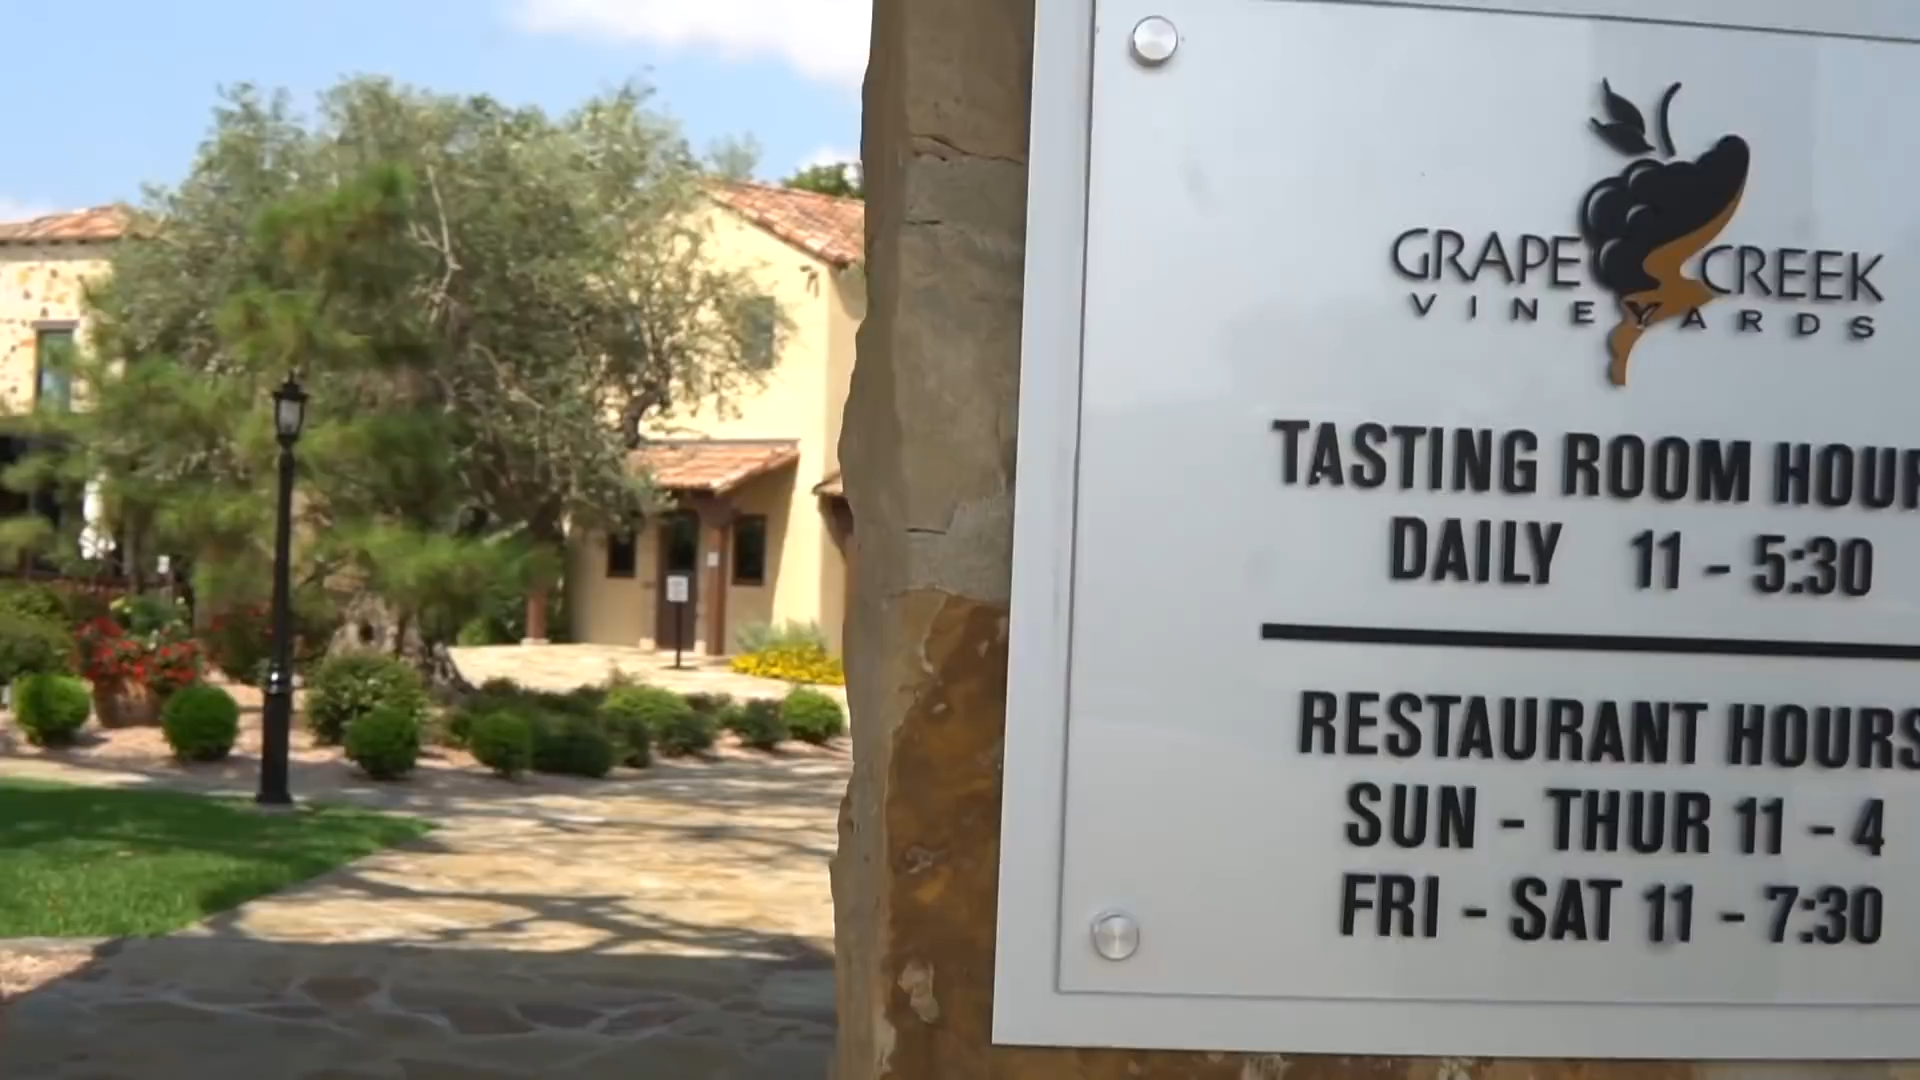 GRAPE CREEK
VINEYARDS
TASTING ROOM HOUR
DAILY 11 - 5:30
RESTAURANT HOURS
SUN - THUR 11 - 4
FRI - SAT 11 - 7:30